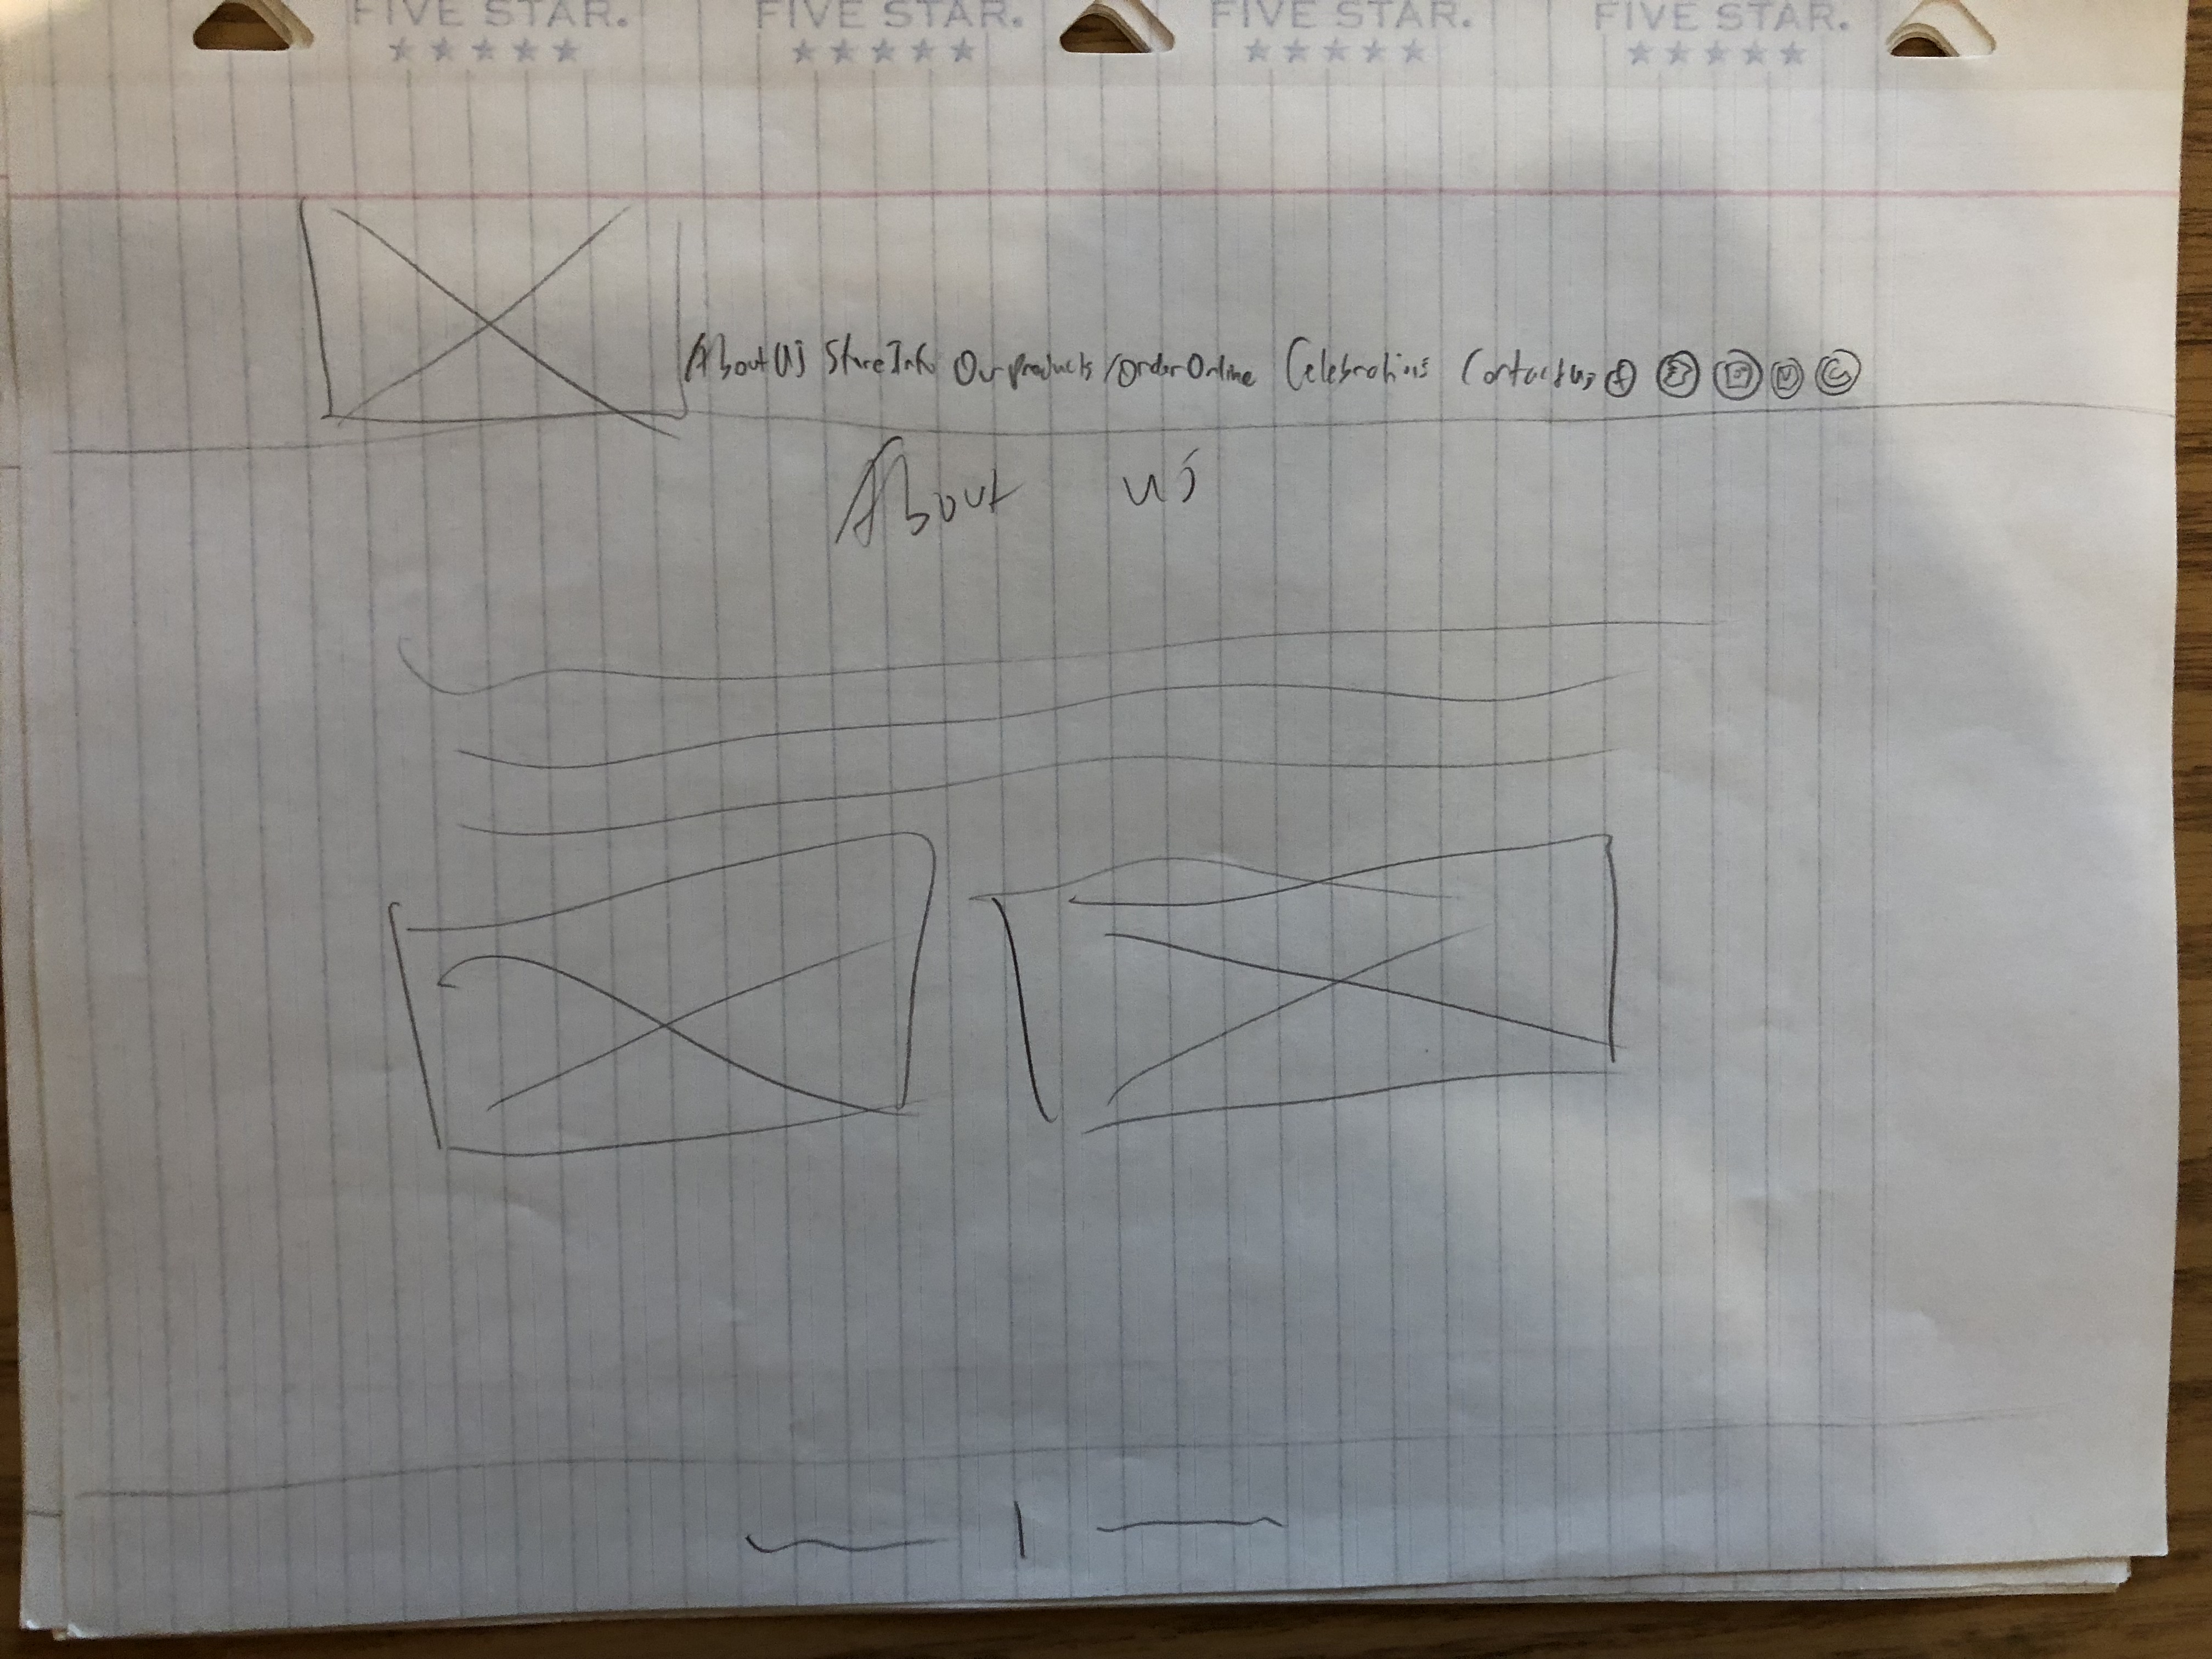 FIVE STAR. FIVE STAR. FIVE STAR. FIVE STAR.
★★★★★ ★★★★★ ★★★★★ ★★★★★
About Us Store Info Our products/Order Online Celebrations Contact us
About us